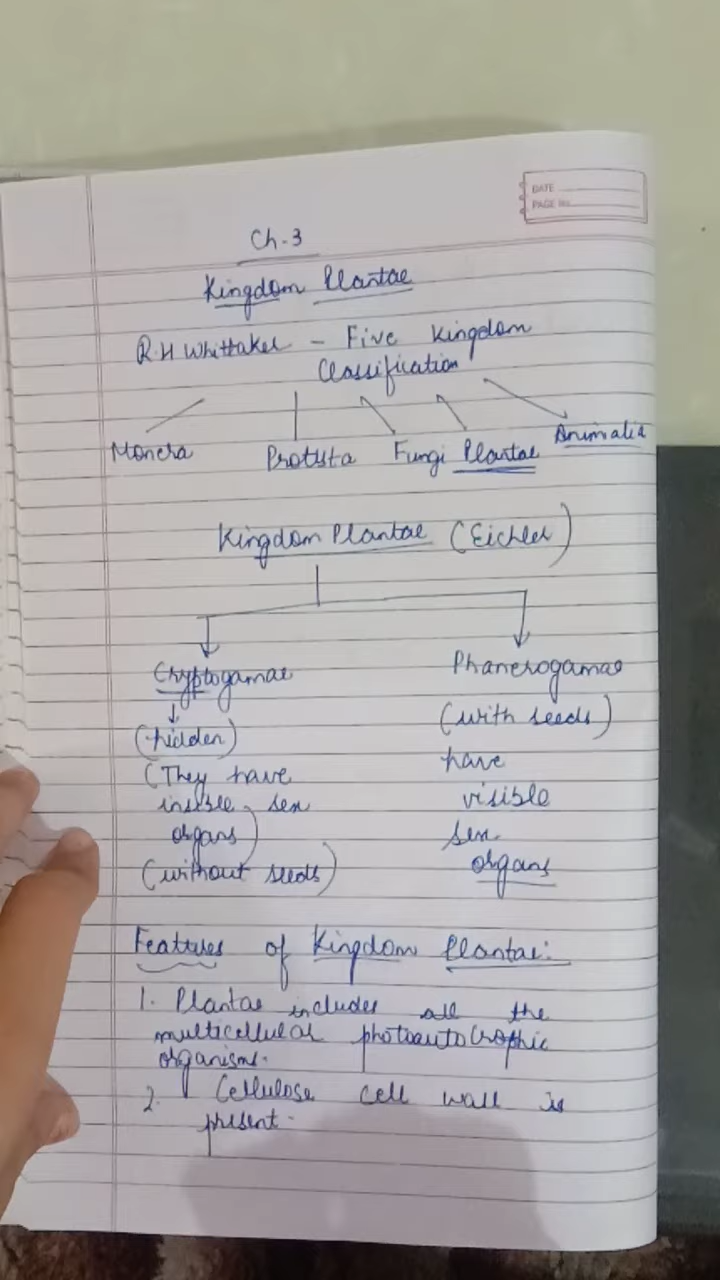 DATE
PAGE No.
Ch-3
Kingdom Plantae
R.H Whittaker - Five Kingdom
Classification
Monera Protista Fungi Plantae Animalia
Kingdom Plantae (Eichler)
Cryptogamae Phanerogamae
(hidden) (with seeds)
(They have have
sex visible
organs) sex
(without seeds) organs
Features of Kingdom Plantae:
1. Plantae includes all the
multicellular photoautotrophic
organisms.
2. Cellulose cell wall is
present.